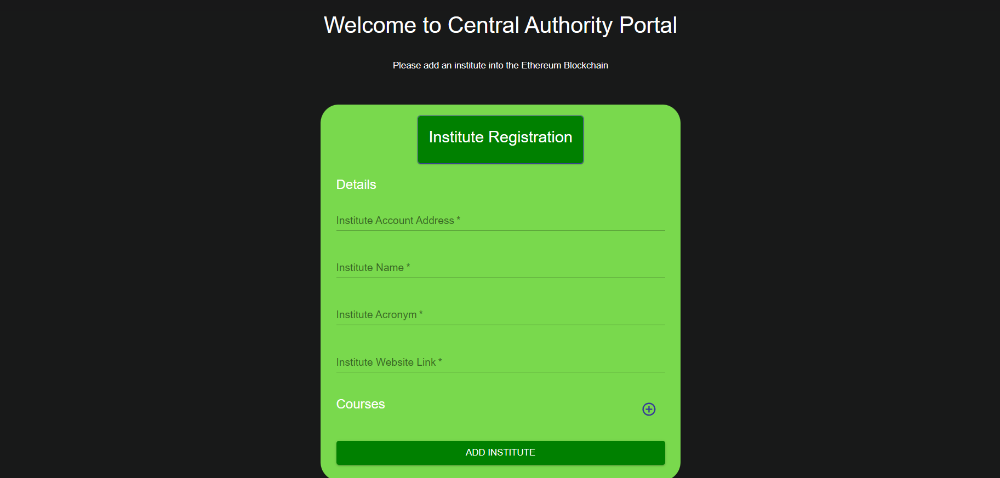 Welcome to Central Authority Portal
Please add an institute into the Ethereum Blockchain
Institute Registration
Details
Institute Account Address *
Institute Name *
Institute Acronym *
Institute Website Link *
Courses
ADD INSTITUTE